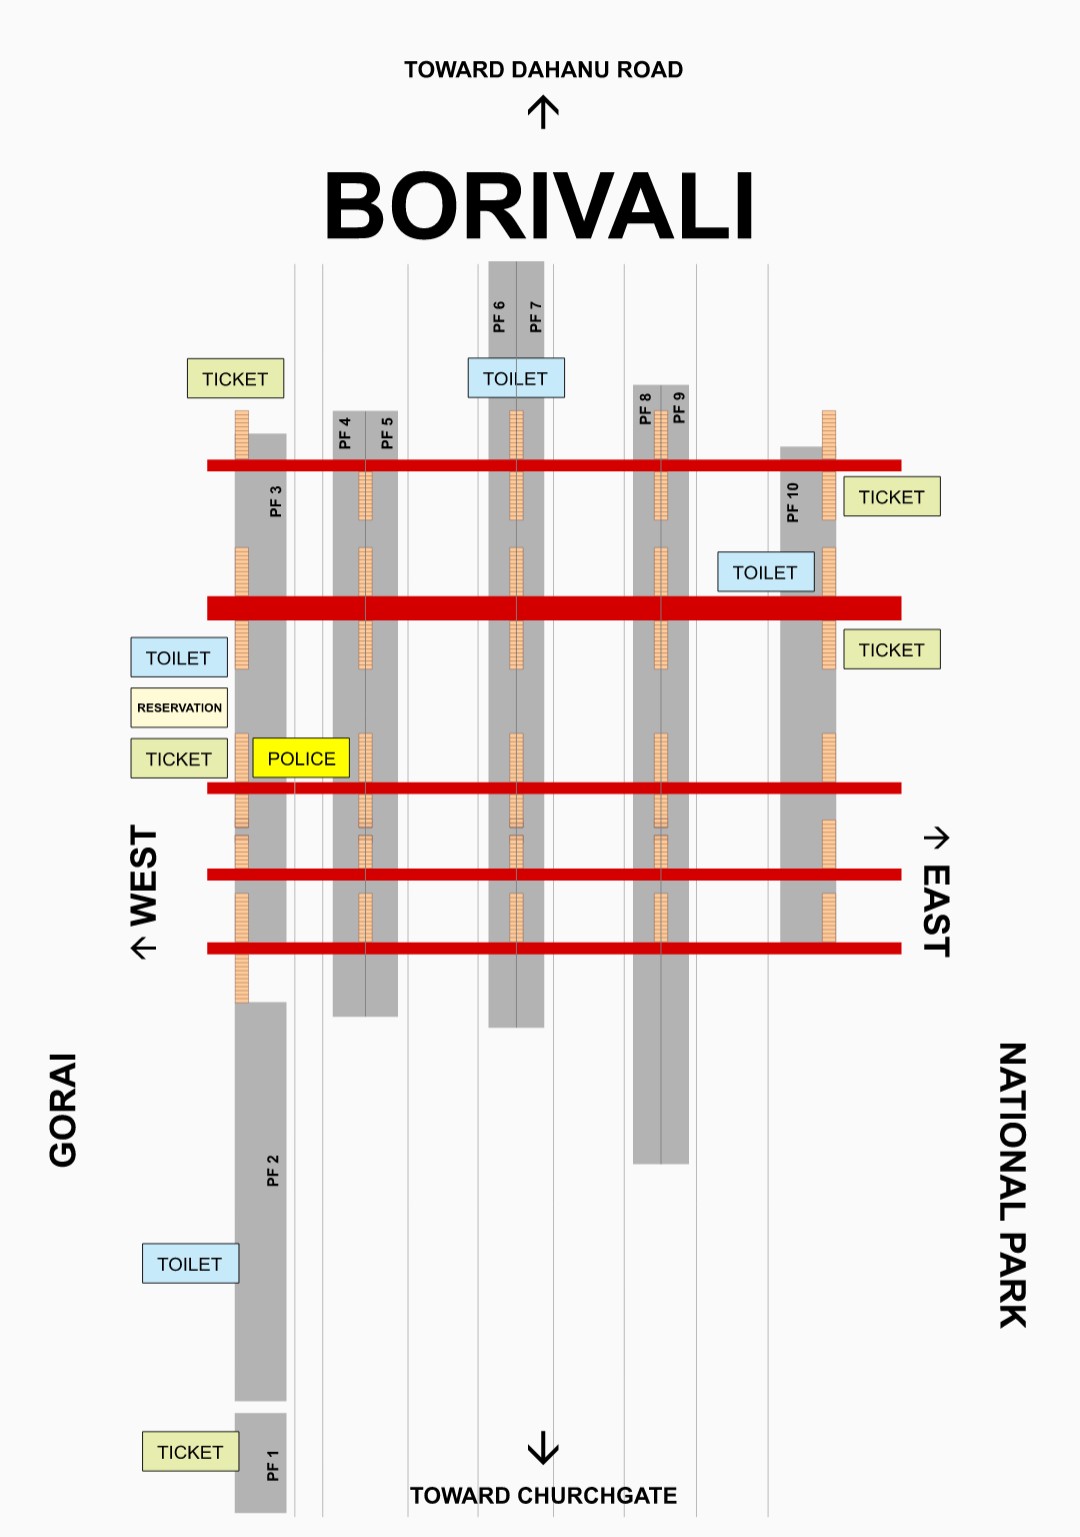 TOWARD DAHANU ROAD
↑
BORIVALI
PF 6
PF 7
TICKET
TOILET
PF 4
PF 5
PF 8
PF 9
PF 3
PF 10
TICKET
TOILET
TOILET
TICKET
RESERVATION
TICKET
POLICE
↑ WEST
↑ EAST
GORAI
NATIONAL PARK
PF 2
TOILET
TICKET
PF 1
↓
TOWARD CHURCHGATE